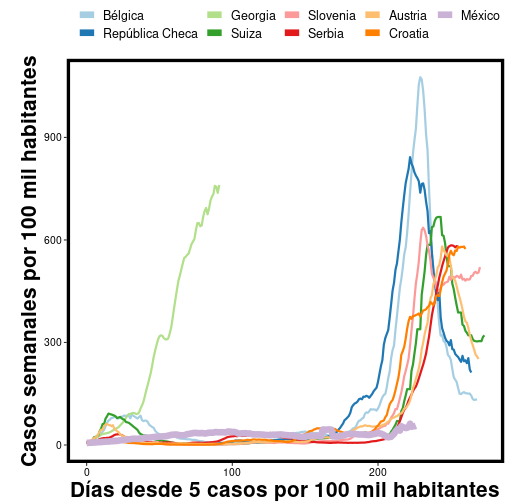 Bélgica Georgia Slovenia Austria México
República Checa Suiza Serbia Croatia
Casos semanales por 100 mil habitantes
900
600
300
0
0 100 200
Días desde 5 casos por 100 mil habitantes